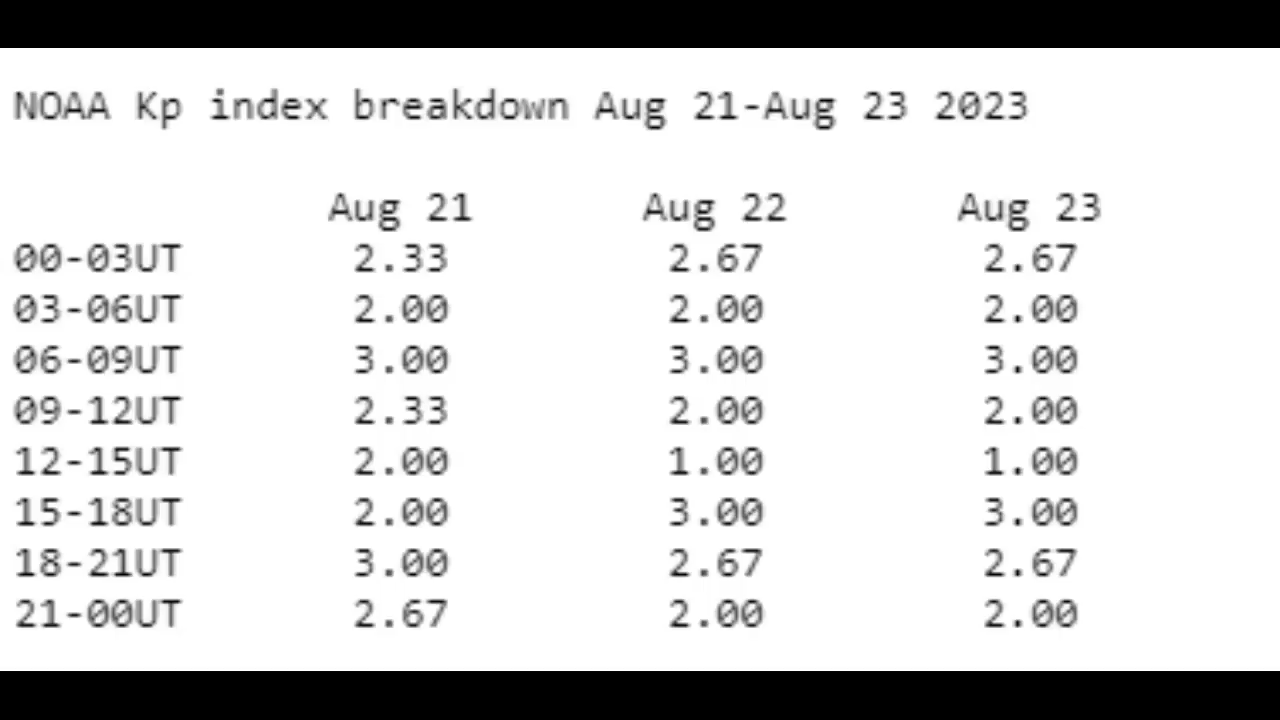 NOAA Kp index breakdown Aug 21-Aug 23 2023
Aug 21 Aug 22 Aug 23
00-03UT 2.33 2.67 2.67
03-06UT 2.00 2.00 2.00
06-09UT 3.00 3.00 3.00
09-12UT 2.33 2.00 2.00
12-15UT 2.00 1.00 1.00
15-18UT 2.00 3.00 3.00
18-21UT 3.00 2.67 2.67
21-00UT 2.67 2.00 2.00